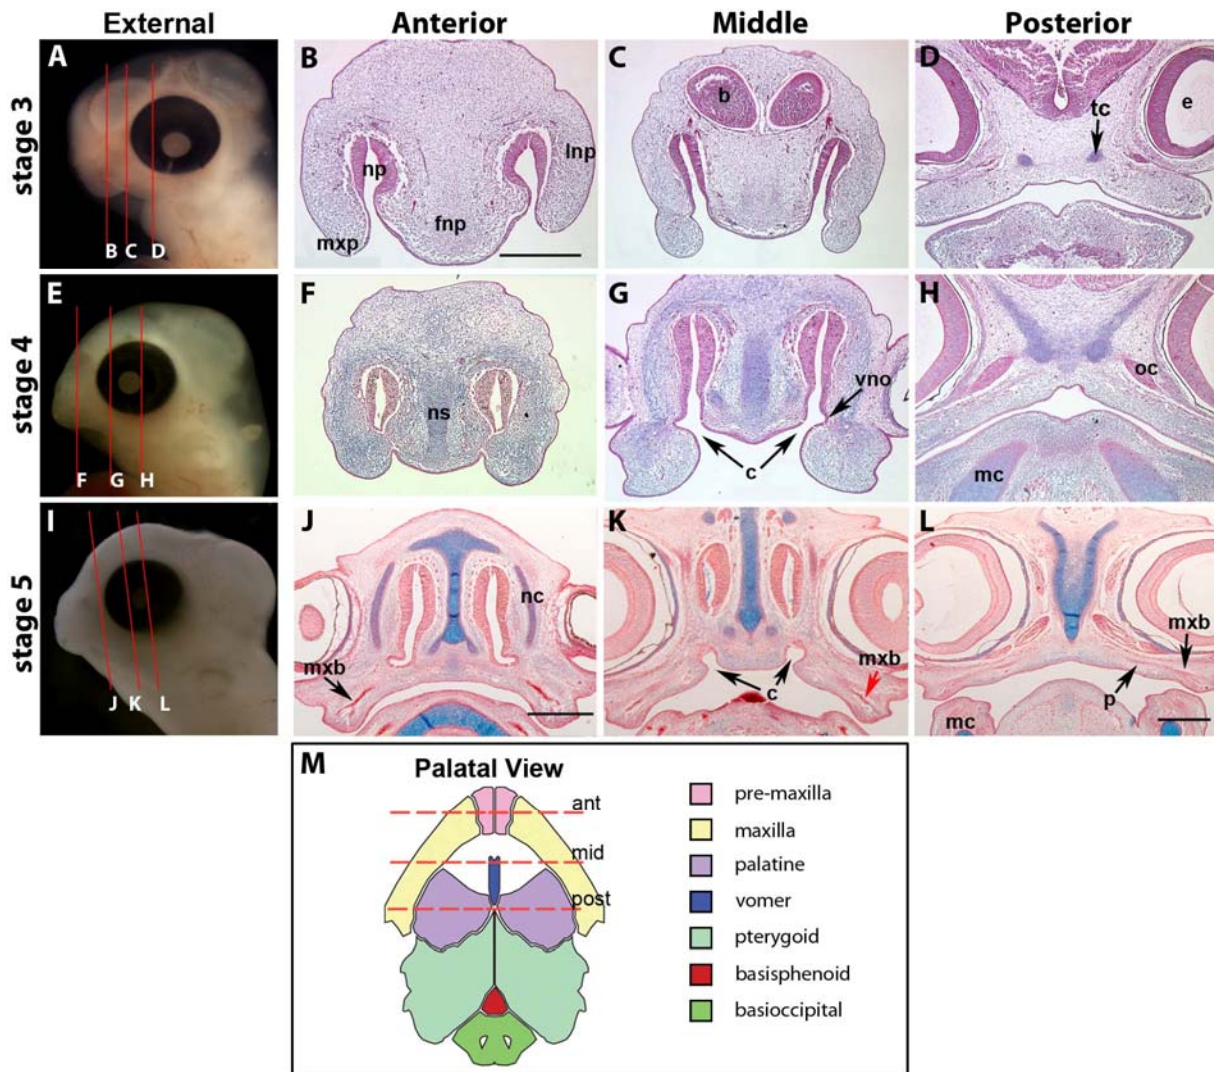 External Anterior Middle Posterior
stage 3
A
B C D
B
np
lnp
fnp
mxp
C
b
D
tc
e
stage 4
E
F G H
F
ns
G
vno
c
H
oc
mc
stage 5
I
J K L
J
nc
mxb
K
mxb
c
L
mxb
p
mc
M
Palatal View
ant
mid
post
pre-maxilla
maxilla
palatine
vomer
pterygoid
basisphenoid
basioccipital